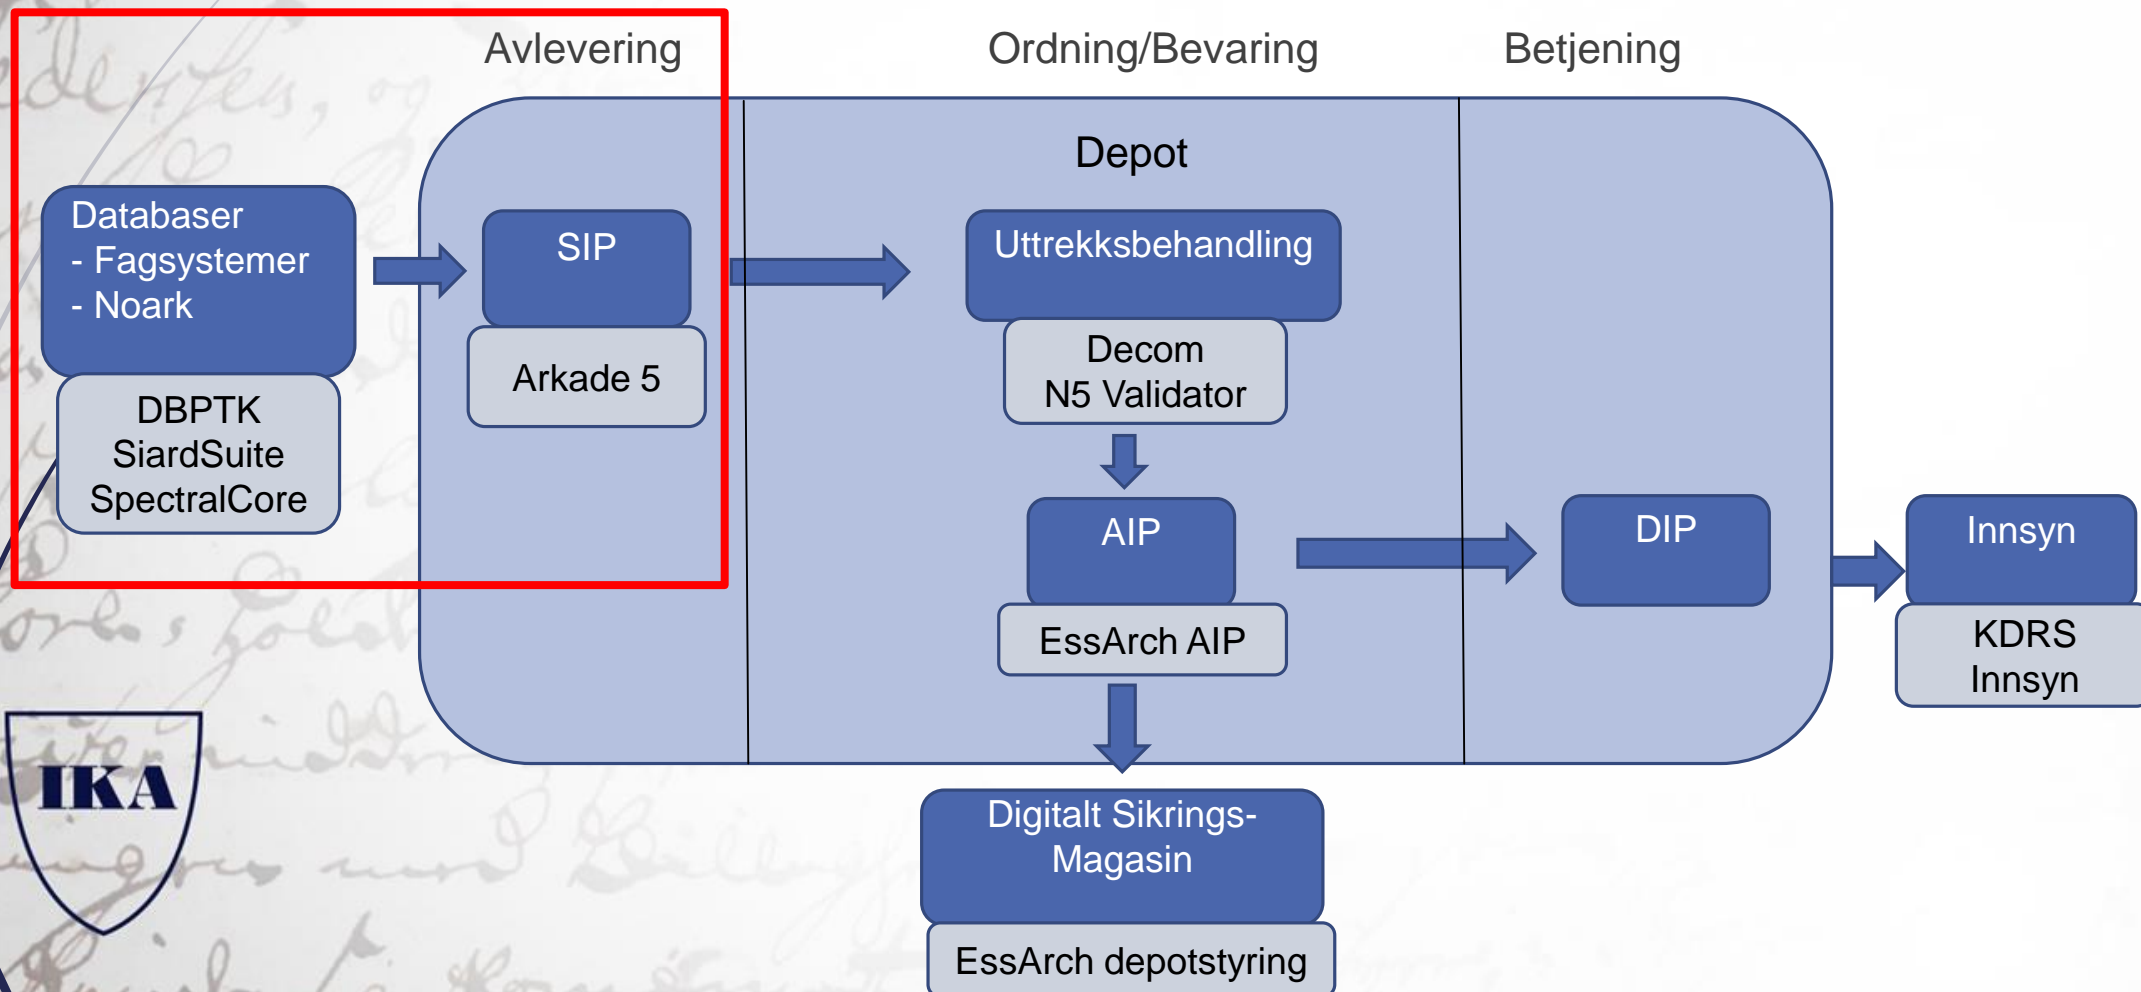 Avlevering
Ordning/Bevaring
Betjening
Depot
Databaser
- Fagsystemer
- Noark
DBPTK
SiardSuite
SpectralCore
SIP
Arkade 5
Uttrekksbehandling
Decom
N5 Validator
AIP
EssArch AIP
DIP
Innsyn
KDRS
Innsyn
Digitalt Sikrings-
Magasin
EssArch depotstyring
IKA